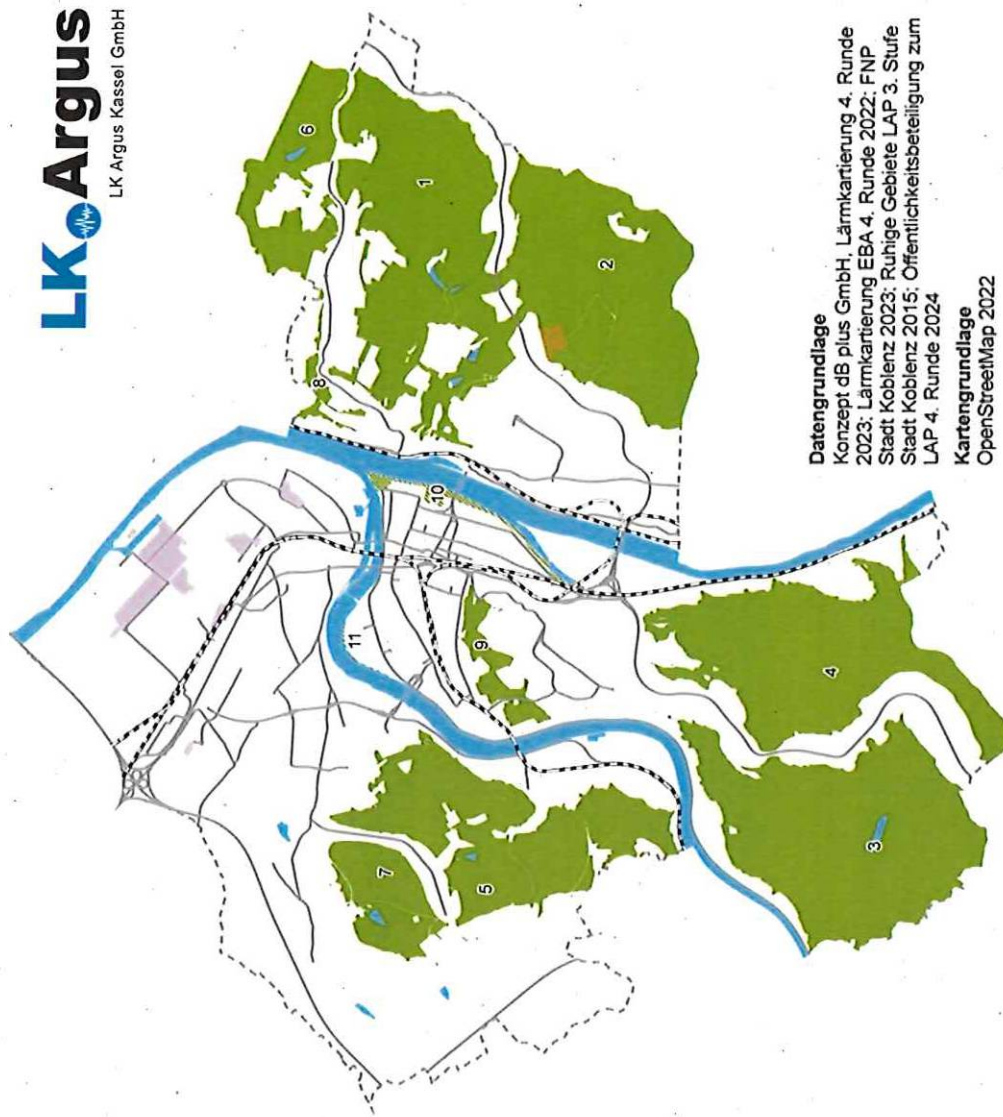 LK Argus
LK Argus Kassel GmbH
6
1
8
2
10
11
9
4
7
5
3
Datengrundlage
Konzept dB plus GmbH, Lärmkartierung 4. Runde
2023; Lärmkartierung EBA 4. Runde 2022; FNP
Stadt Koblenz 2023; Ruhige Gebiete LAP 3. Stufe
Stadt Koblenz 2015; Öffentlichkeitsbeteiligung zum
LAP 4. Runde 2024
Kartengrundlage
OpenStreetMap 2022